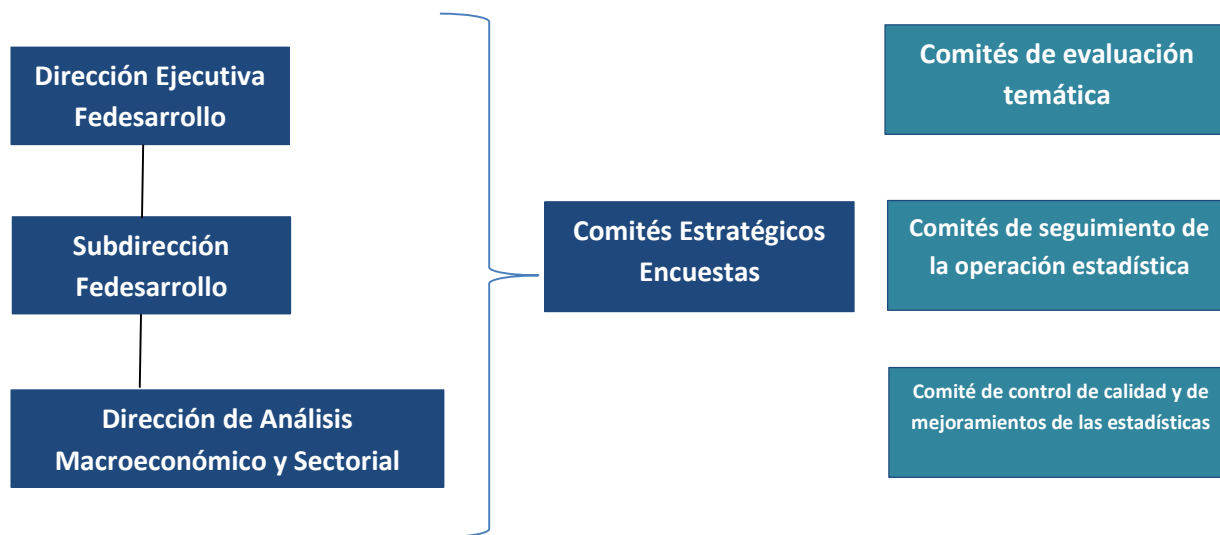 Dirección Ejecutiva
Fedesarrollo
Subdirección
Fedesarrollo
Dirección de Análisis
Macroeconómico y Sectorial
Comités Estratégicos
Encuestas
Comités de evaluación
temática
Comités de seguimiento de
la operación estadística
Comité de control de calidad y de
mejoramientos de las estadísticas